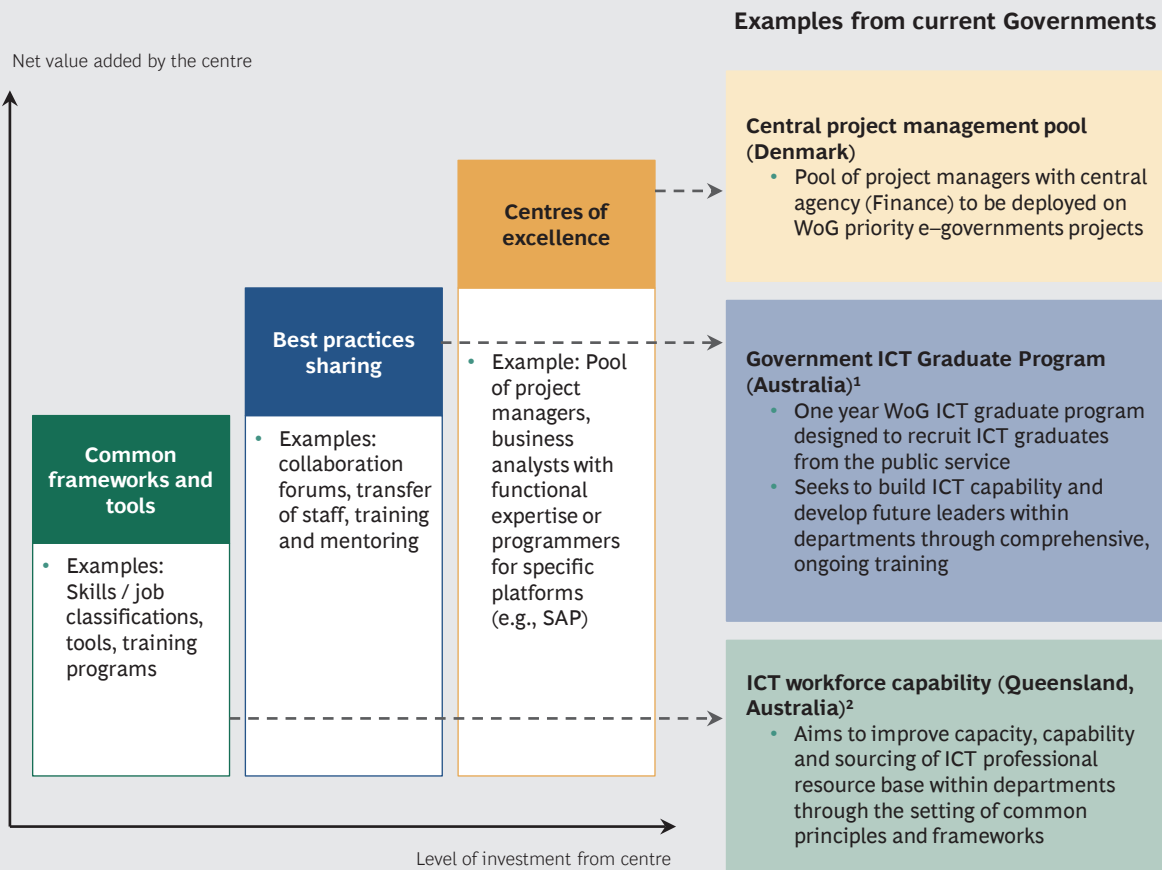 Examples from current Governments
Net value added by the centre
Common
frameworks and
tools
• Examples:
Skills / job
classifications,
tools, training
programs
Best practices
sharing
• Examples:
collaboration
forums, transfer
of staff, training
and mentoring
Centres of
excellence
• Example: Pool
of project
managers,
business
analysts with
functional
expertise or
programmers
for specific
platforms
(e.g., SAP)
Level of investment from centre
Central project management pool
(Denmark)
• Pool of project managers with central
agency (Finance) to be deployed on
WoG priority e–governments projects
Government ICT Graduate Program
(Australia)¹
• One year WoG ICT graduate program
designed to recruit ICT graduates
from the public service
• Seeks to build ICT capability and
develop future leaders within
departments through comprehensive,
ongoing training
ICT workforce capability (Queensland,
Australia)²
• Aims to improve capacity, capability
and sourcing of ICT professional
resource base within departments
through the setting of common
principles and frameworks